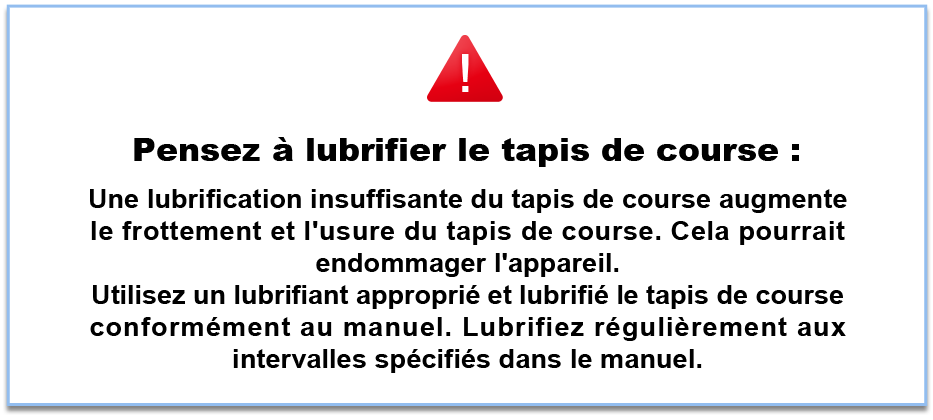 Pensez à lubrifier le tapis de course :
Une lubrification insuffisante du tapis de course augmente
le frottement et l'usure du tapis de course. Cela pourrait
endommager l'appareil.
Utilisez un lubrifiant approprié et lubrifié le tapis de course
conformément au manuel. Lubrifiez régulièrement aux
intervalles spécifiés dans le manuel.